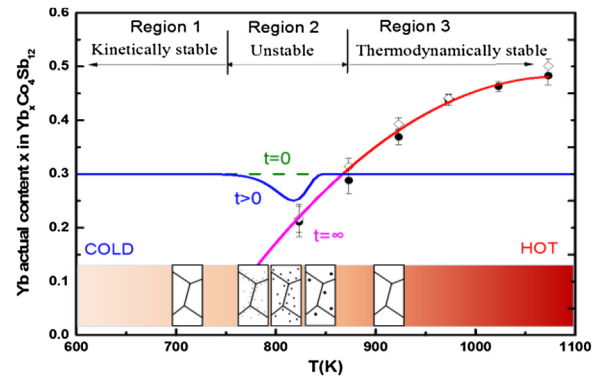 Region 1 Region 2 Region 3
Kinetically stable Unstable Thermodynamically stable
t=0
t>0
t=∞
COLD HOT
Yb actual content x in YbₓCo₄Sb₁₂
0.6
0.5
0.4
0.3
0.2
0.1
0.0
600 700 800 900 1000 1100
T(K)